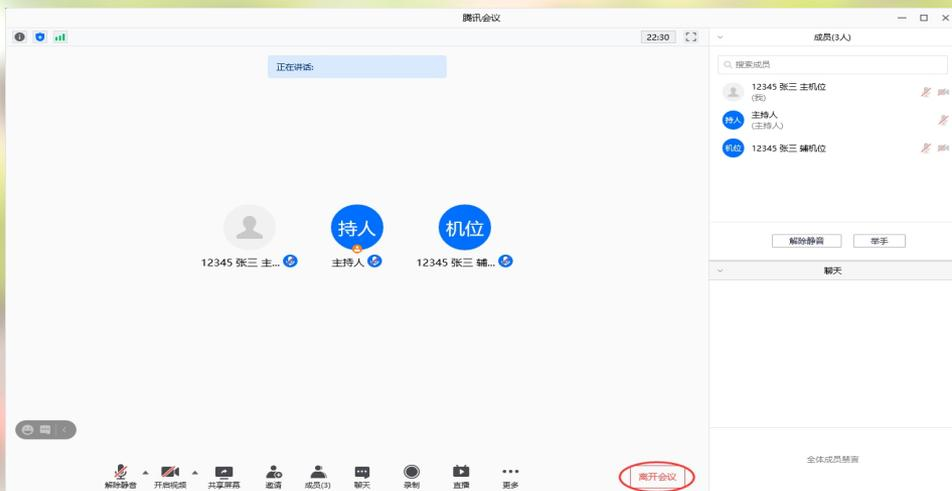 腾讯会议
22:30
正在讲话:
持人
机位
12345 张三 主...
主持人
12345 张三 辅...
解除静音
开启视频
共享屏幕
邀请
成员(3)
聊天
录制
直播
更多
离开会议
成员(3人)
搜索成员
12345 张三 主机位
(我)
持人
主持人
(主持人)
机位
12345 张三 辅机位
解除静音
举手
聊天
全体成员禁言